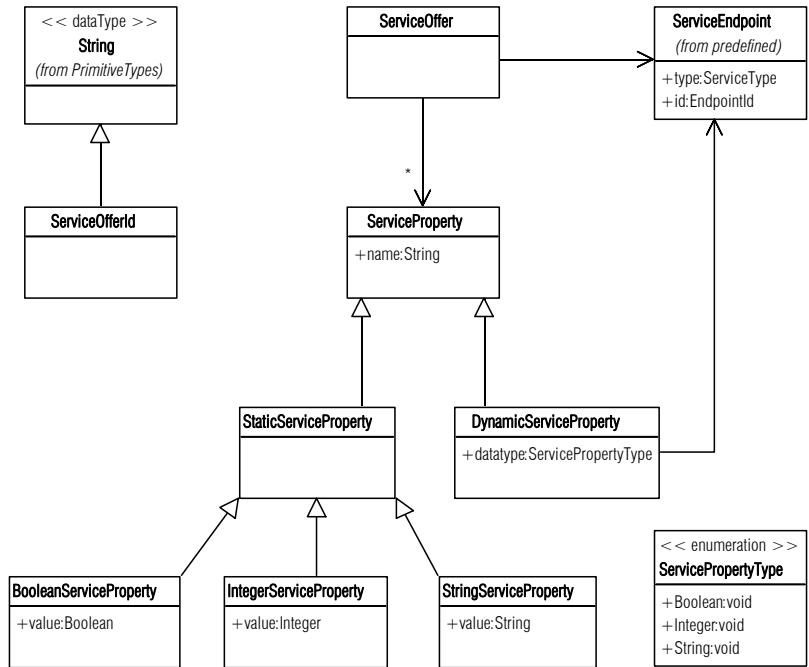 << dataType >>
String
(from PrimitiveTypes)
ServiceOffer
ServiceEndpoint
(from predefined)
+type:ServiceType
+id:EndpointId
*
ServiceOfferId
ServiceProperty
+name:String
StaticServiceProperty
DynamicServiceProperty
+datatype:ServicePropertyType
BooleanServiceProperty
+value:Boolean
IntegerServiceProperty
+value:Integer
StringServiceProperty
+value:String
<< enumeration >>
ServicePropertyType
+Boolean:void
+Integer:void
+String:void